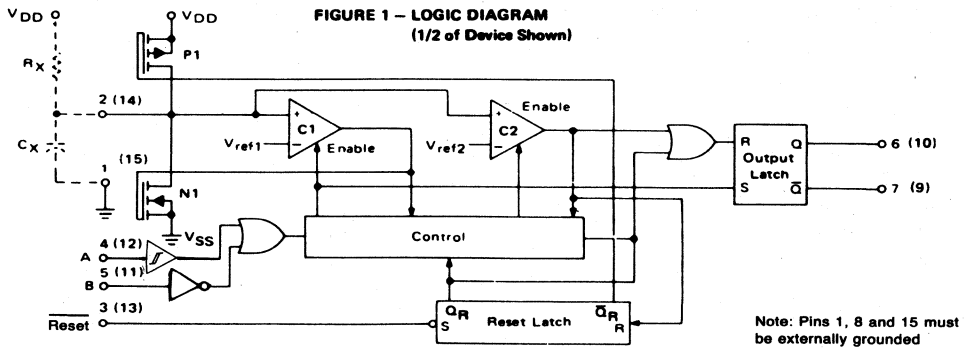 FIGURE 1 – LOGIC DIAGRAM
(1/2 of Device Shown)
VDD
VDD
P1
RX
2 (14)
CX
1
(15)
N1
VSS
+
C1
–
Vref1
Enable
+
C2
–
Vref2
Enable
R Q
Output
Latch
S Q̅
6 (10)
7 (9)
4 (12)
A
5 (11)
B
3 (13)
R̅e̅s̅e̅t̅
Control
QR Q̅R
S Reset Latch R
Note: Pins 1, 8 and 15 must
be externally grounded